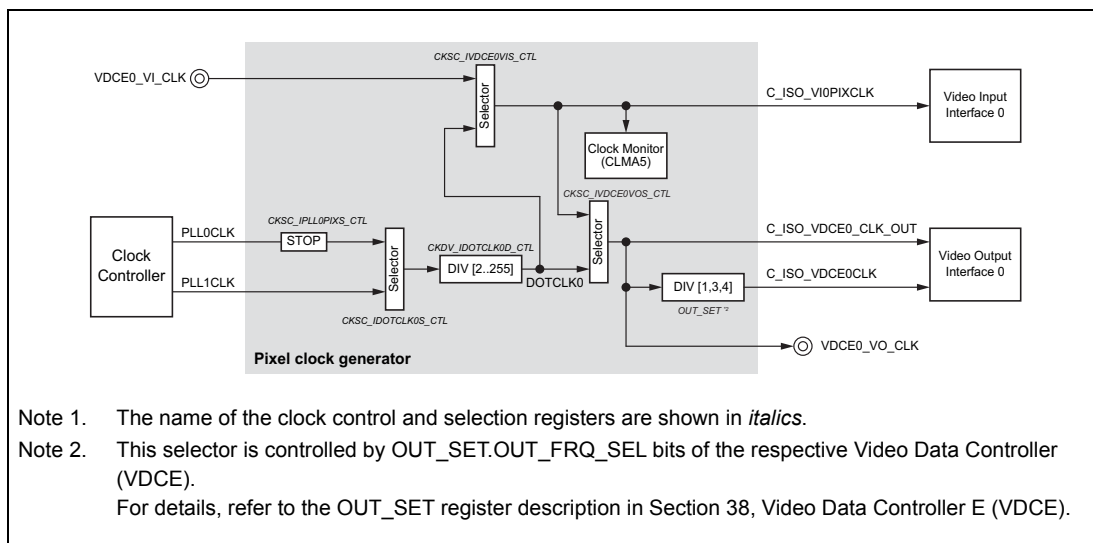 CKSC_IVDCE0VIS_CTL
VDCE0_VI_CLK
Selector
C_ISO_VI0PIXCLK
Video Input
Interface 0
Clock Monitor
(CLMA5)
CKSC_IVDCE0VOS_CTL
Clock
Controller
PLL0CLK
CKSC_IPLL0PIXS_CTL
STOP
PLL1CLK
Selector
CKSC_IDOTCLK0S_CTL
CKDV_IDOTCLK0D_CTL
DIV [2..255]
DOTCLK0
Selector
C_ISO_VDCE0_CLK_OUT
Video Output
Interface 0
C_ISO_VDCE0CLK
DIV [1,3,4]
OUT_SET *2
VDCE0_VO_CLK
Pixel clock generator
Note 1. The name of the clock control and selection registers are shown in italics.
Note 2. This selector is controlled by OUT_SET.OUT_FRQ_SEL bits of the respective Video Data Controller
(VDCE).
For details, refer to the OUT_SET register description in Section 38, Video Data Controller E (VDCE).